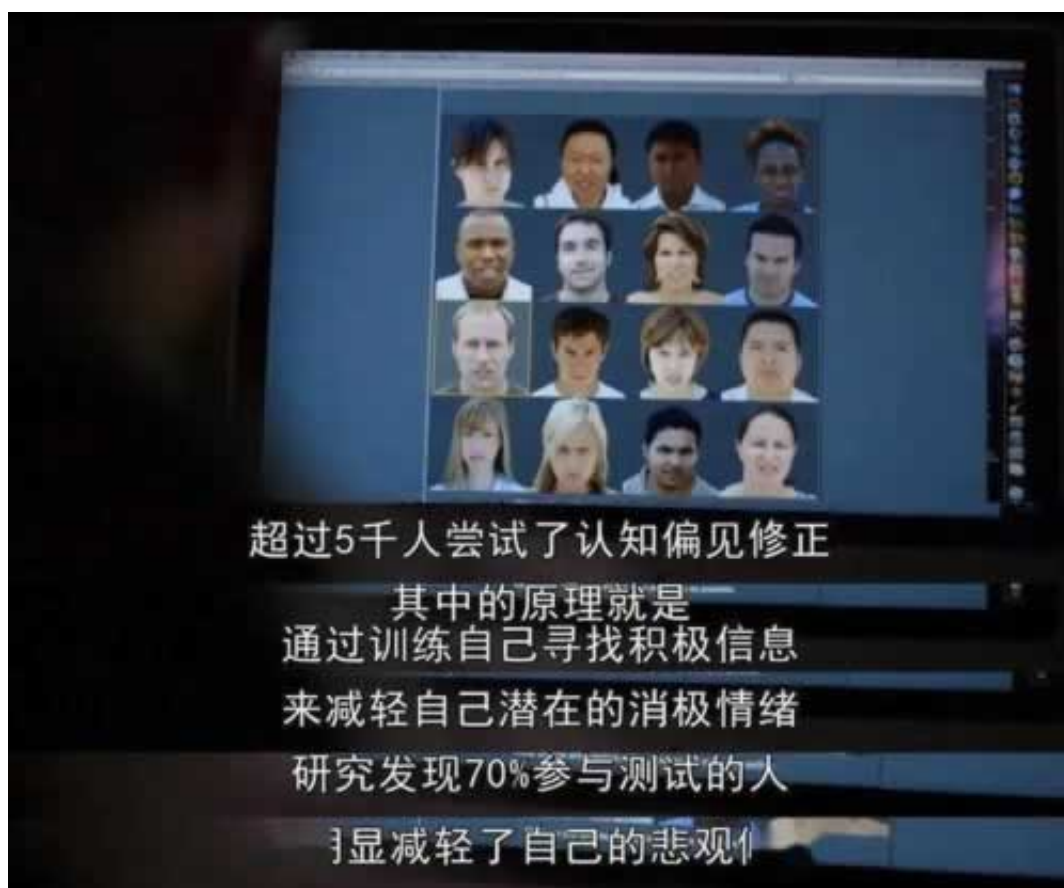 超过5千人尝试了认知偏见修正
其中的原理就是
通过训练自己寻找积极信息
来减轻自己潜在的消极情绪
研究发现70%参与测试的人
显减轻了自己的悲观